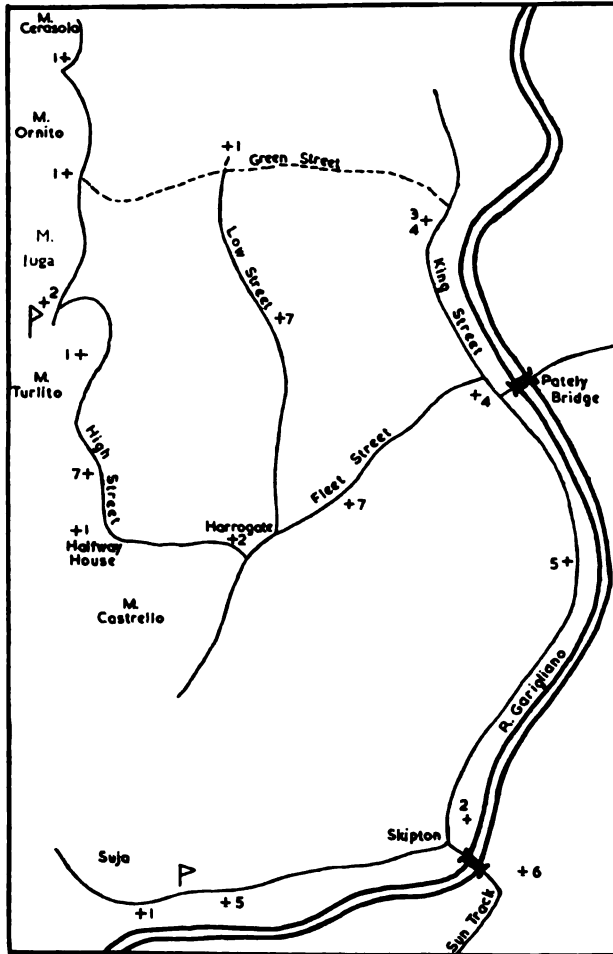 M.
Cerasola
1+
M.
Ornito
+1
Green Street
1+
3
4+
M.
Iuga
Low Street
King Street
+2
+7
1+
M.
Turlito
Pately
Bridge
+4
High Street
Fleet Street
7+
+7
+1
Halfway
House
Harrogate
+2
5+
M.
Castrello
R. Garigliano
2
+
Skipton
Suja
+6
+1
+5
Sun Track